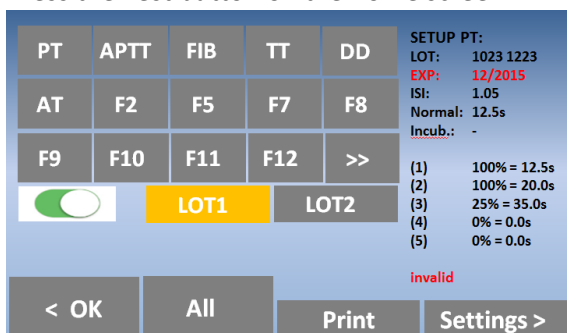 PT APTT FIB TT DD
AT F2 F5 F7 F8
F9 F10 F11 F12 >>
LOT1 LOT2
< OK All Print Settings >
SETUP PT:
LOT: 1023 1223
EXP: 12/2015
ISI: 1.05
Normal: 12.5s
Incub.: -
(1) 100% = 12.5s
(2) 100% = 20.0s
(3) 25% = 35.0s
(4) 0% = 0.0s
(5) 0% = 0.0s
invalid